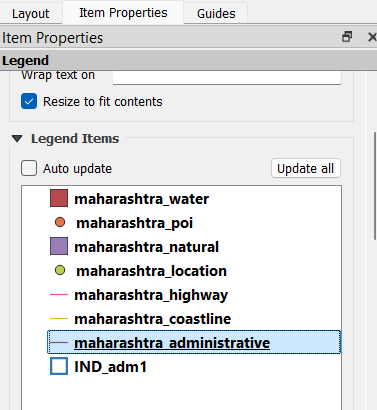 Layout Item Properties Guides
Item Properties
Legend
Wrap text on
Resize to fit contents
Legend Items
Auto update Update all
maharashtra_water
maharashtra_poi
maharashtra_natural
maharashtra_location
maharashtra_highway
maharashtra_coastline
maharashtra_administrative
IND_adm1